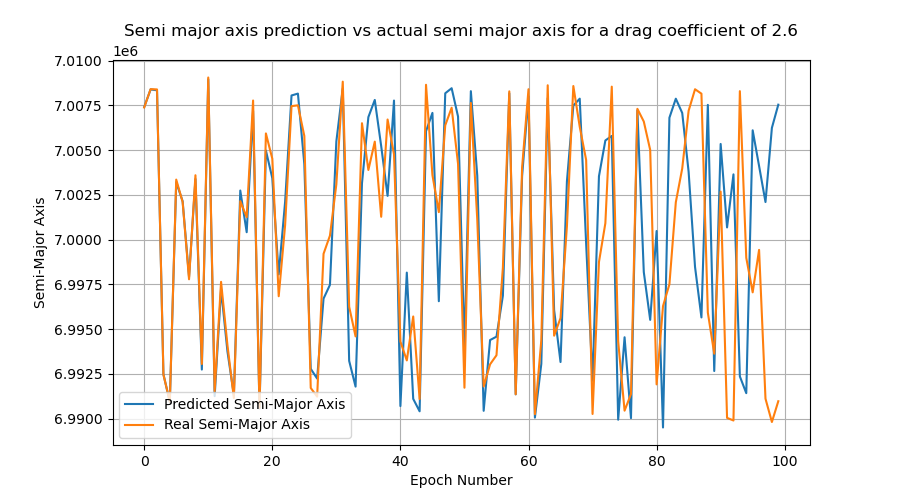 Semi major axis prediction vs actual semi major axis for a drag coefficient of 2.6
1e6
7.0100
7.0075
7.0050
7.0025
7.0000
6.9975
6.9950
6.9925
6.9900
Semi-Major Axis
Predicted Semi-Major Axis
Real Semi-Major Axis
0 20 40 60 80 100
Epoch Number